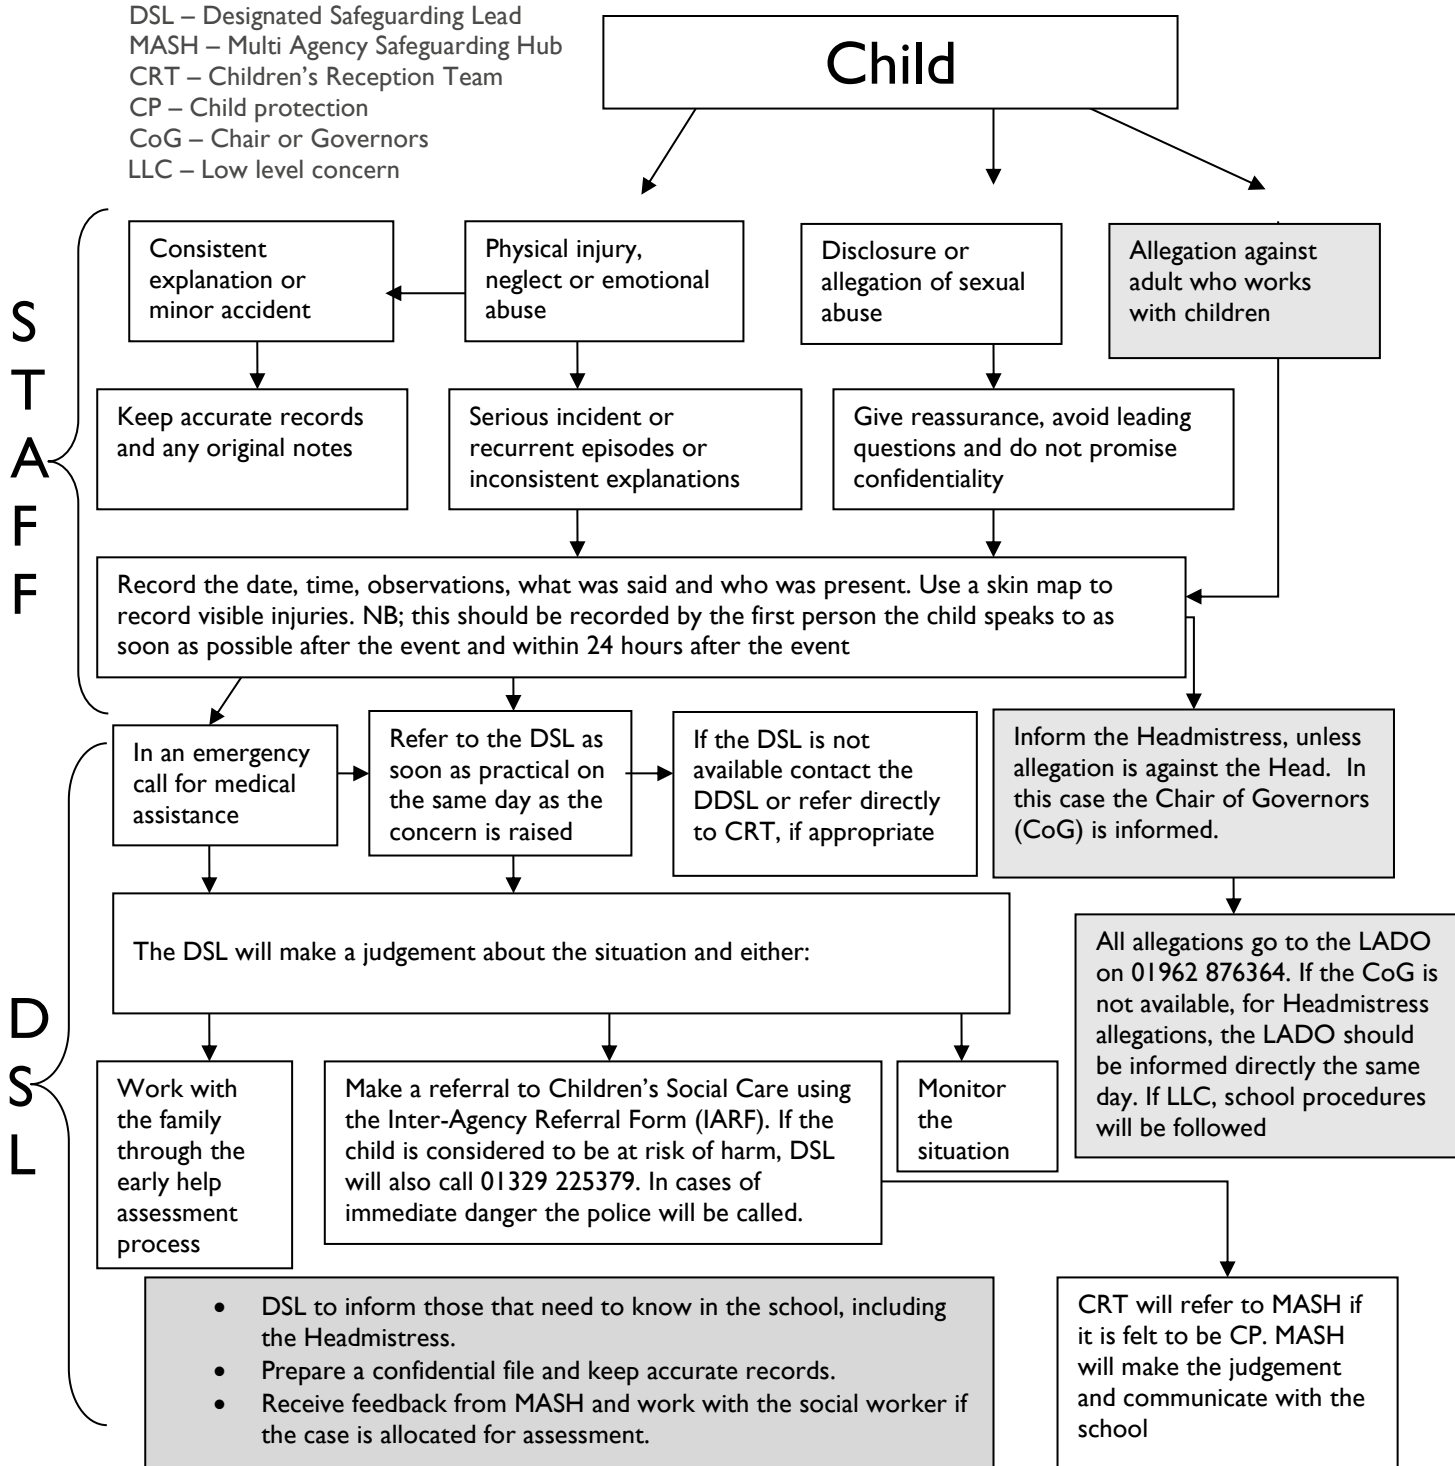 DSL – Designated Safeguarding Lead
MASH – Multi Agency Safeguarding Hub
CRT – Children's Reception Team
CP – Child protection
CoG – Chair or Governors
LLC – Low level concern
Child
S
T
A
F
F
Consistent
explanation or
minor accident
Physical injury,
neglect or emotional
abuse
Disclosure or
allegation of sexual
abuse
Allegation against
adult who works
with children
Keep accurate records
and any original notes
Serious incident or
recurrent episodes or
inconsistent explanations
Give reassurance, avoid leading
questions and do not promise
confidentiality
Record the date, time, observations, what was said and who was present. Use a skin map to
record visible injuries. NB; this should be recorded by the first person the child speaks to as
soon as possible after the event and within 24 hours after the event
D
S
L
In an emergency
call for medical
assistance
Refer to the DSL as
soon as practical on
the same day as the
concern is raised
If the DSL is not
available contact the
DDSL or refer directly
to CRT, if appropriate
Inform the Headmistress, unless
allegation is against the Head.  In
this case the Chair of Governors
(CoG) is informed.
The DSL will make a judgement about the situation and either:
All allegations go to the LADO
on 01962 876364. If the CoG is
not available, for Headmistress
allegations, the LADO should
be informed directly the same
day. If LLC, school procedures
will be followed
Work with
the family
through the
early help
assessment
process
Make a referral to Children's Social Care using
the Inter-Agency Referral Form (IARF). If the
child is considered to be at risk of harm, DSL
will also call 01329 225379. In cases of
immediate danger the police will be called.
Monitor
the
situation
• DSL to inform those that need to know in the school, including
the Headmistress.
• Prepare a confidential file and keep accurate records.
• Receive feedback from MASH and work with the social worker if
the case is allocated for assessment.
CRT will refer to MASH if
it is felt to be CP. MASH
will make the judgement
and communicate with the
school